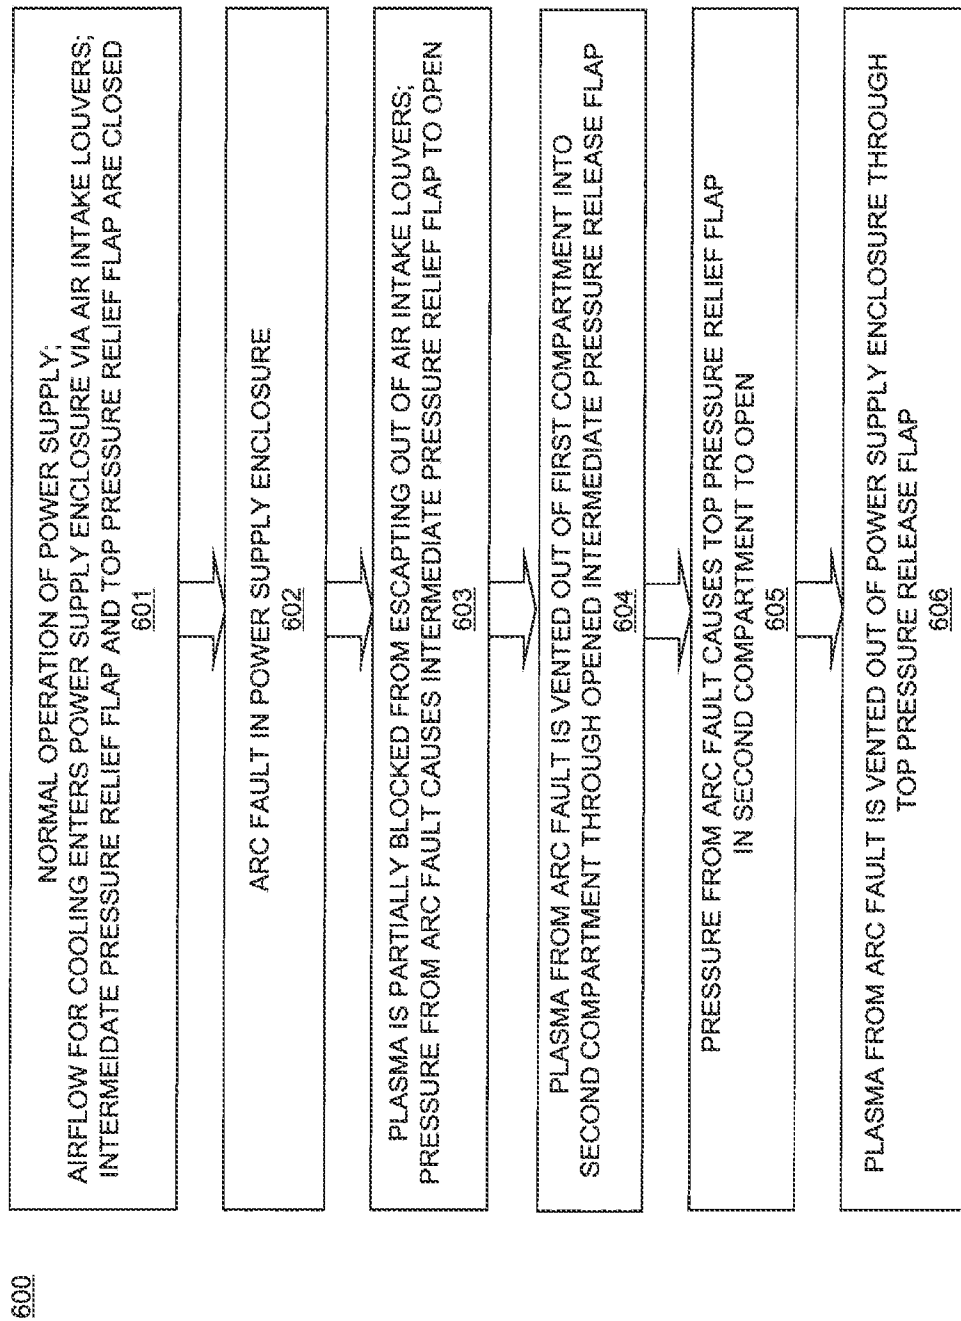 600
NORMAL OPERATION OF POWER SUPPLY;
AIRFLOW FOR COOLING ENTERS POWER SUPPLY ENCLOSURE VIA AIR INTAKE LOUVERS;
INTERMEIDATE PRESSURE RELIEF FLAP AND TOP PRESSURE RELIEF FLAP ARE CLOSED
601
ARC FAULT IN POWER SUPPLY ENCLOSURE
602
PLASMA IS PARTIALLY BLOCKED FROM ESCAPTING OUT OF AIR INTAKE LOUVERS;
PRESSURE FROM ARC FAULT CAUSES INTERMEDIATE PRESSURE RELIEF FLAP TO OPEN
603
PLASMA FROM ARC FAULT IS VENTED OUT OF FIRST COMPARTMENT INTO
SECOND COMPARTMENT THROUGH OPENED INTERMEDIATE PRESSURE RELEASE FLAP
604
PRESSURE FROM ARC FAULT CAUSES TOP PRESSURE RELIEF FLAP
IN SECOND COMPARTMENT TO OPEN
605
PLASMA FROM ARC FAULT IS VENTED OUT OF POWER SUPPLY ENCLOSURE THROUGH
TOP PRESSURE RELEASE FLAP
606